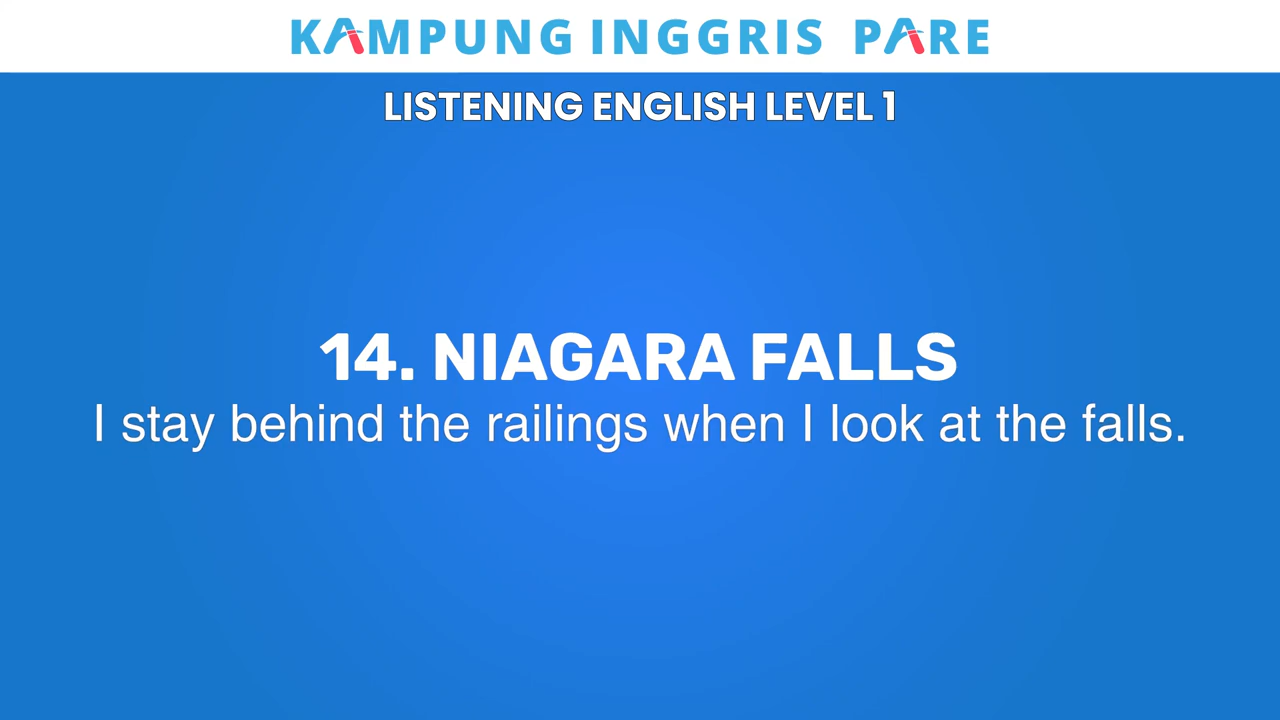 KAMPUNG INGGRIS PARE
LISTENING ENGLISH LEVEL 1
14. NIAGARA FALLS
I stay behind the railings when I look at the falls.